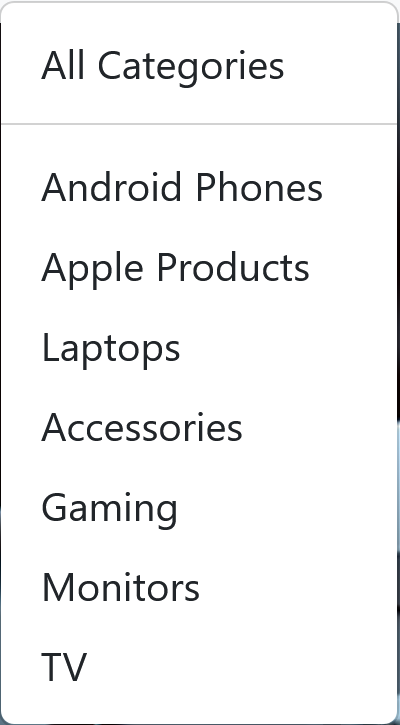 All Categories
Android Phones
Apple Products
Laptops
Accessories
Gaming
Monitors
TV